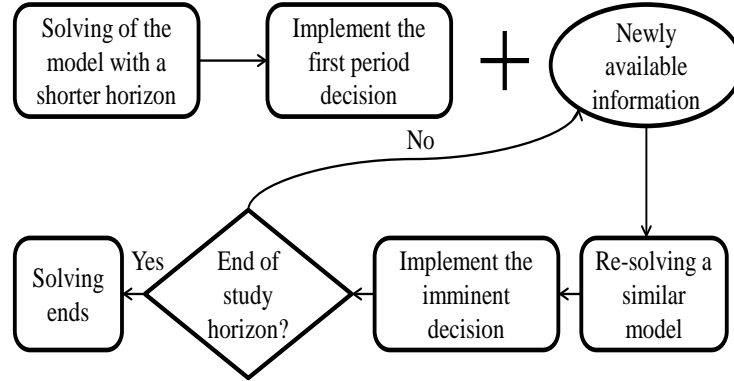 Solving of the
model with a
shorter horizon
Implement the
first period
decision
+
Newly
available
information
No
Re-solving a
similar
model
Implement the
imminent
decision
End of
study
horizon?
Yes
Solving
ends